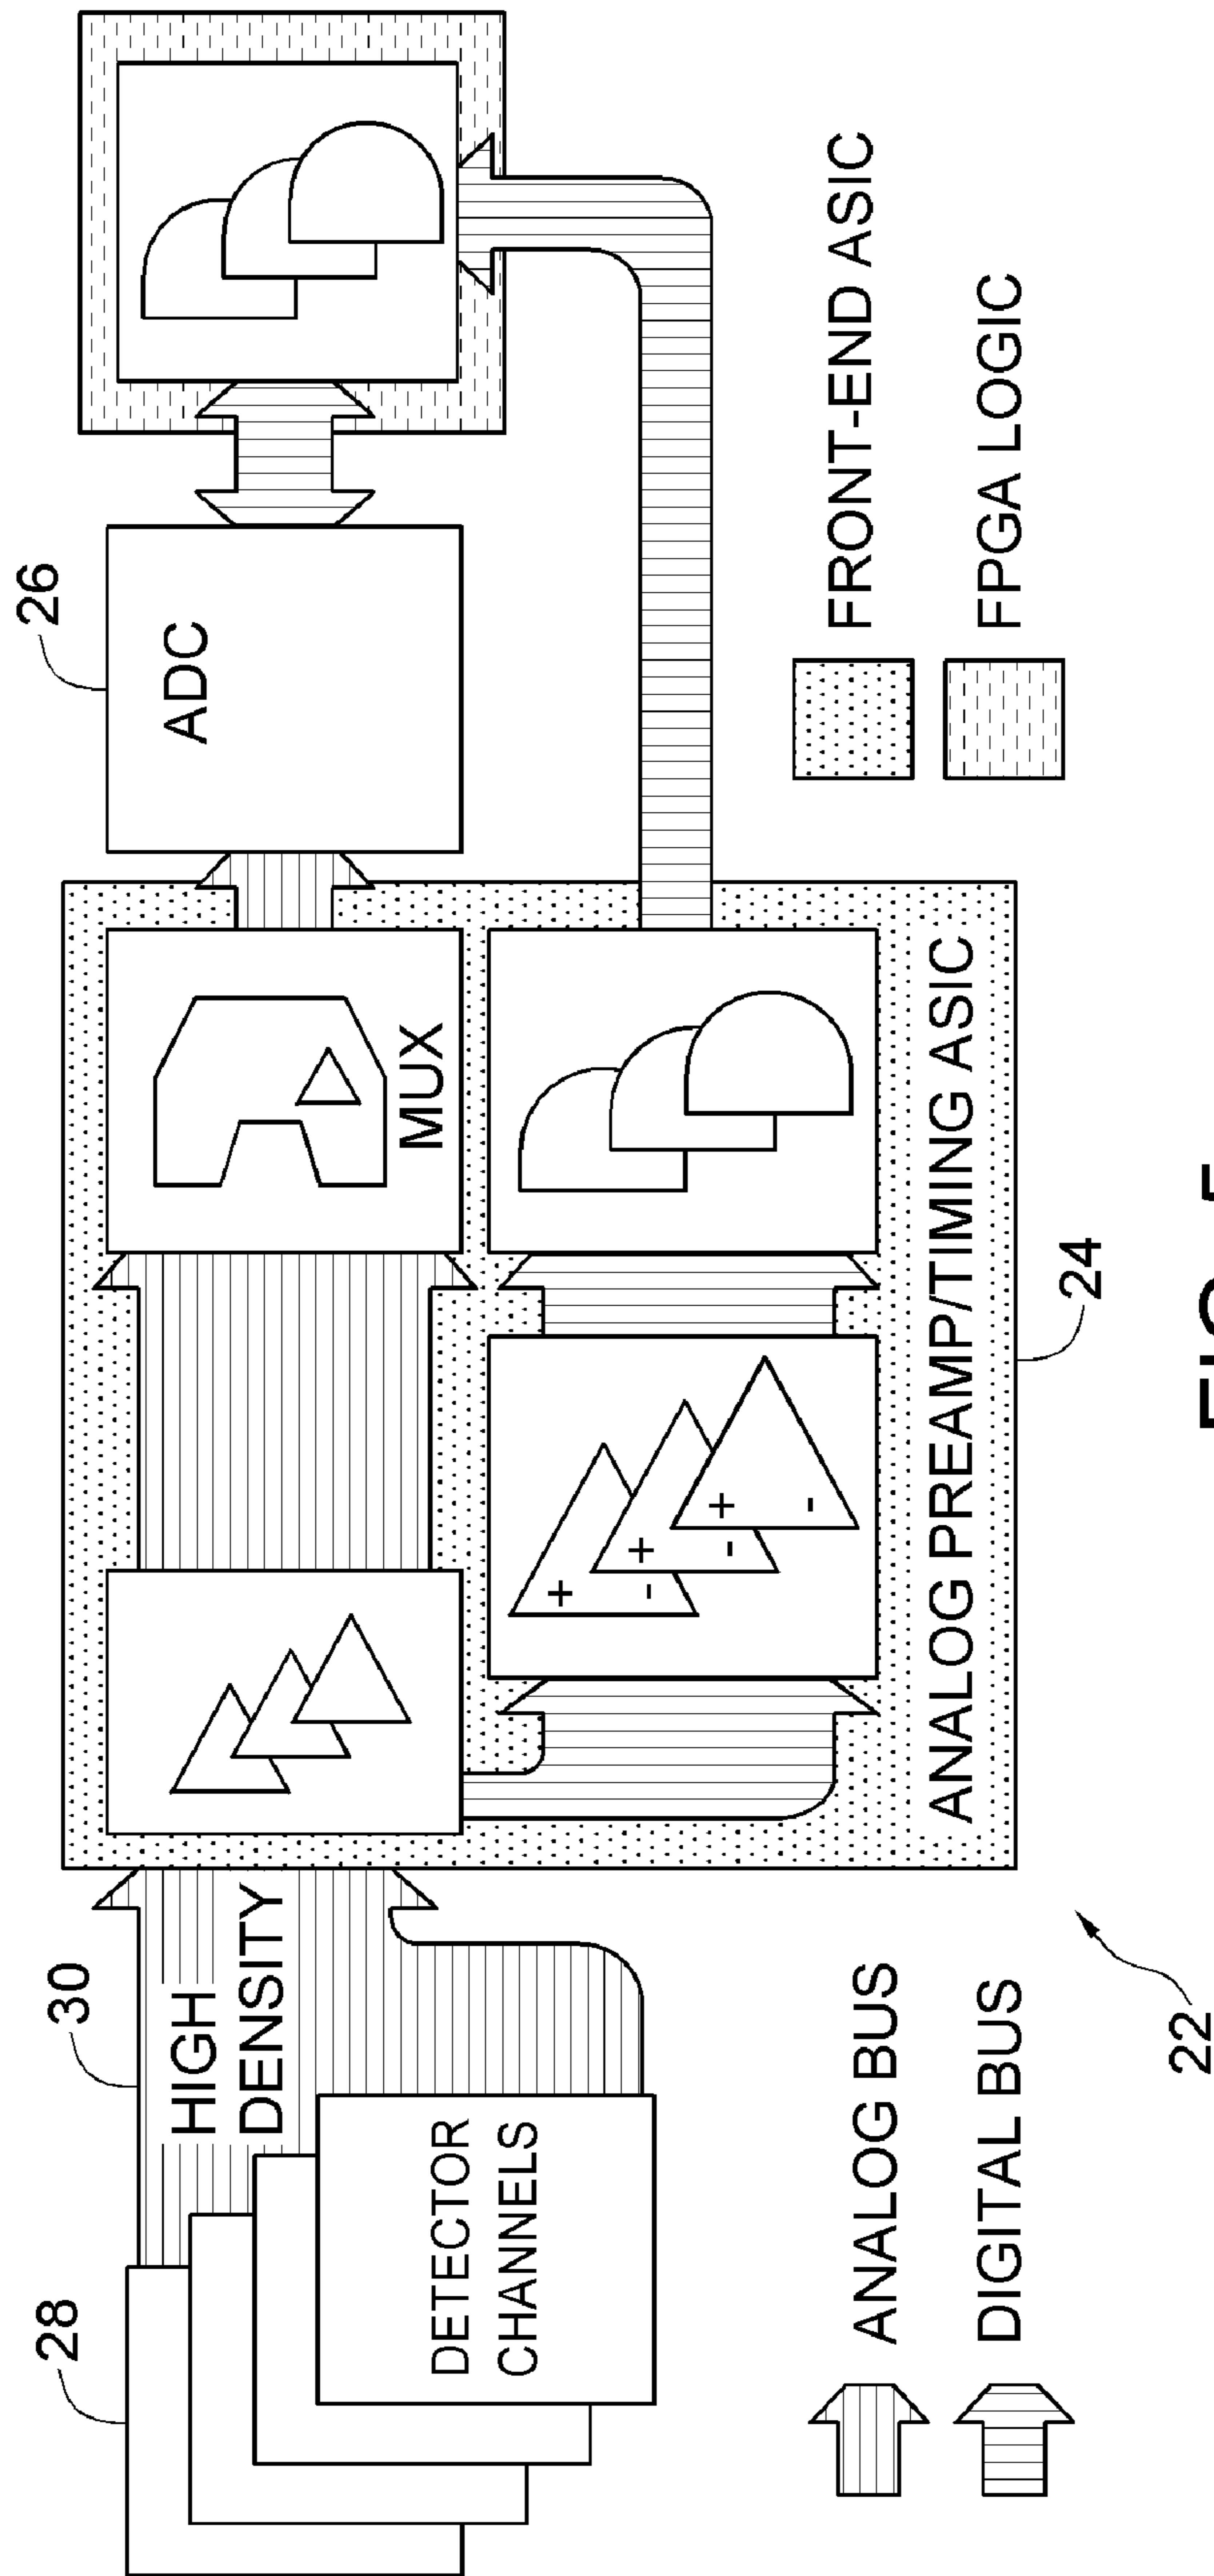 28
30
26
HIGH
DENSITY
DETECTOR
CHANNELS
MUX
ADC
+
-
+
-
+
-
ANALOG PREAMP/TIMING ASIC
24
ANALOG BUS
DIGITAL BUS
FRONT-END ASIC
FPGA LOGIC
22